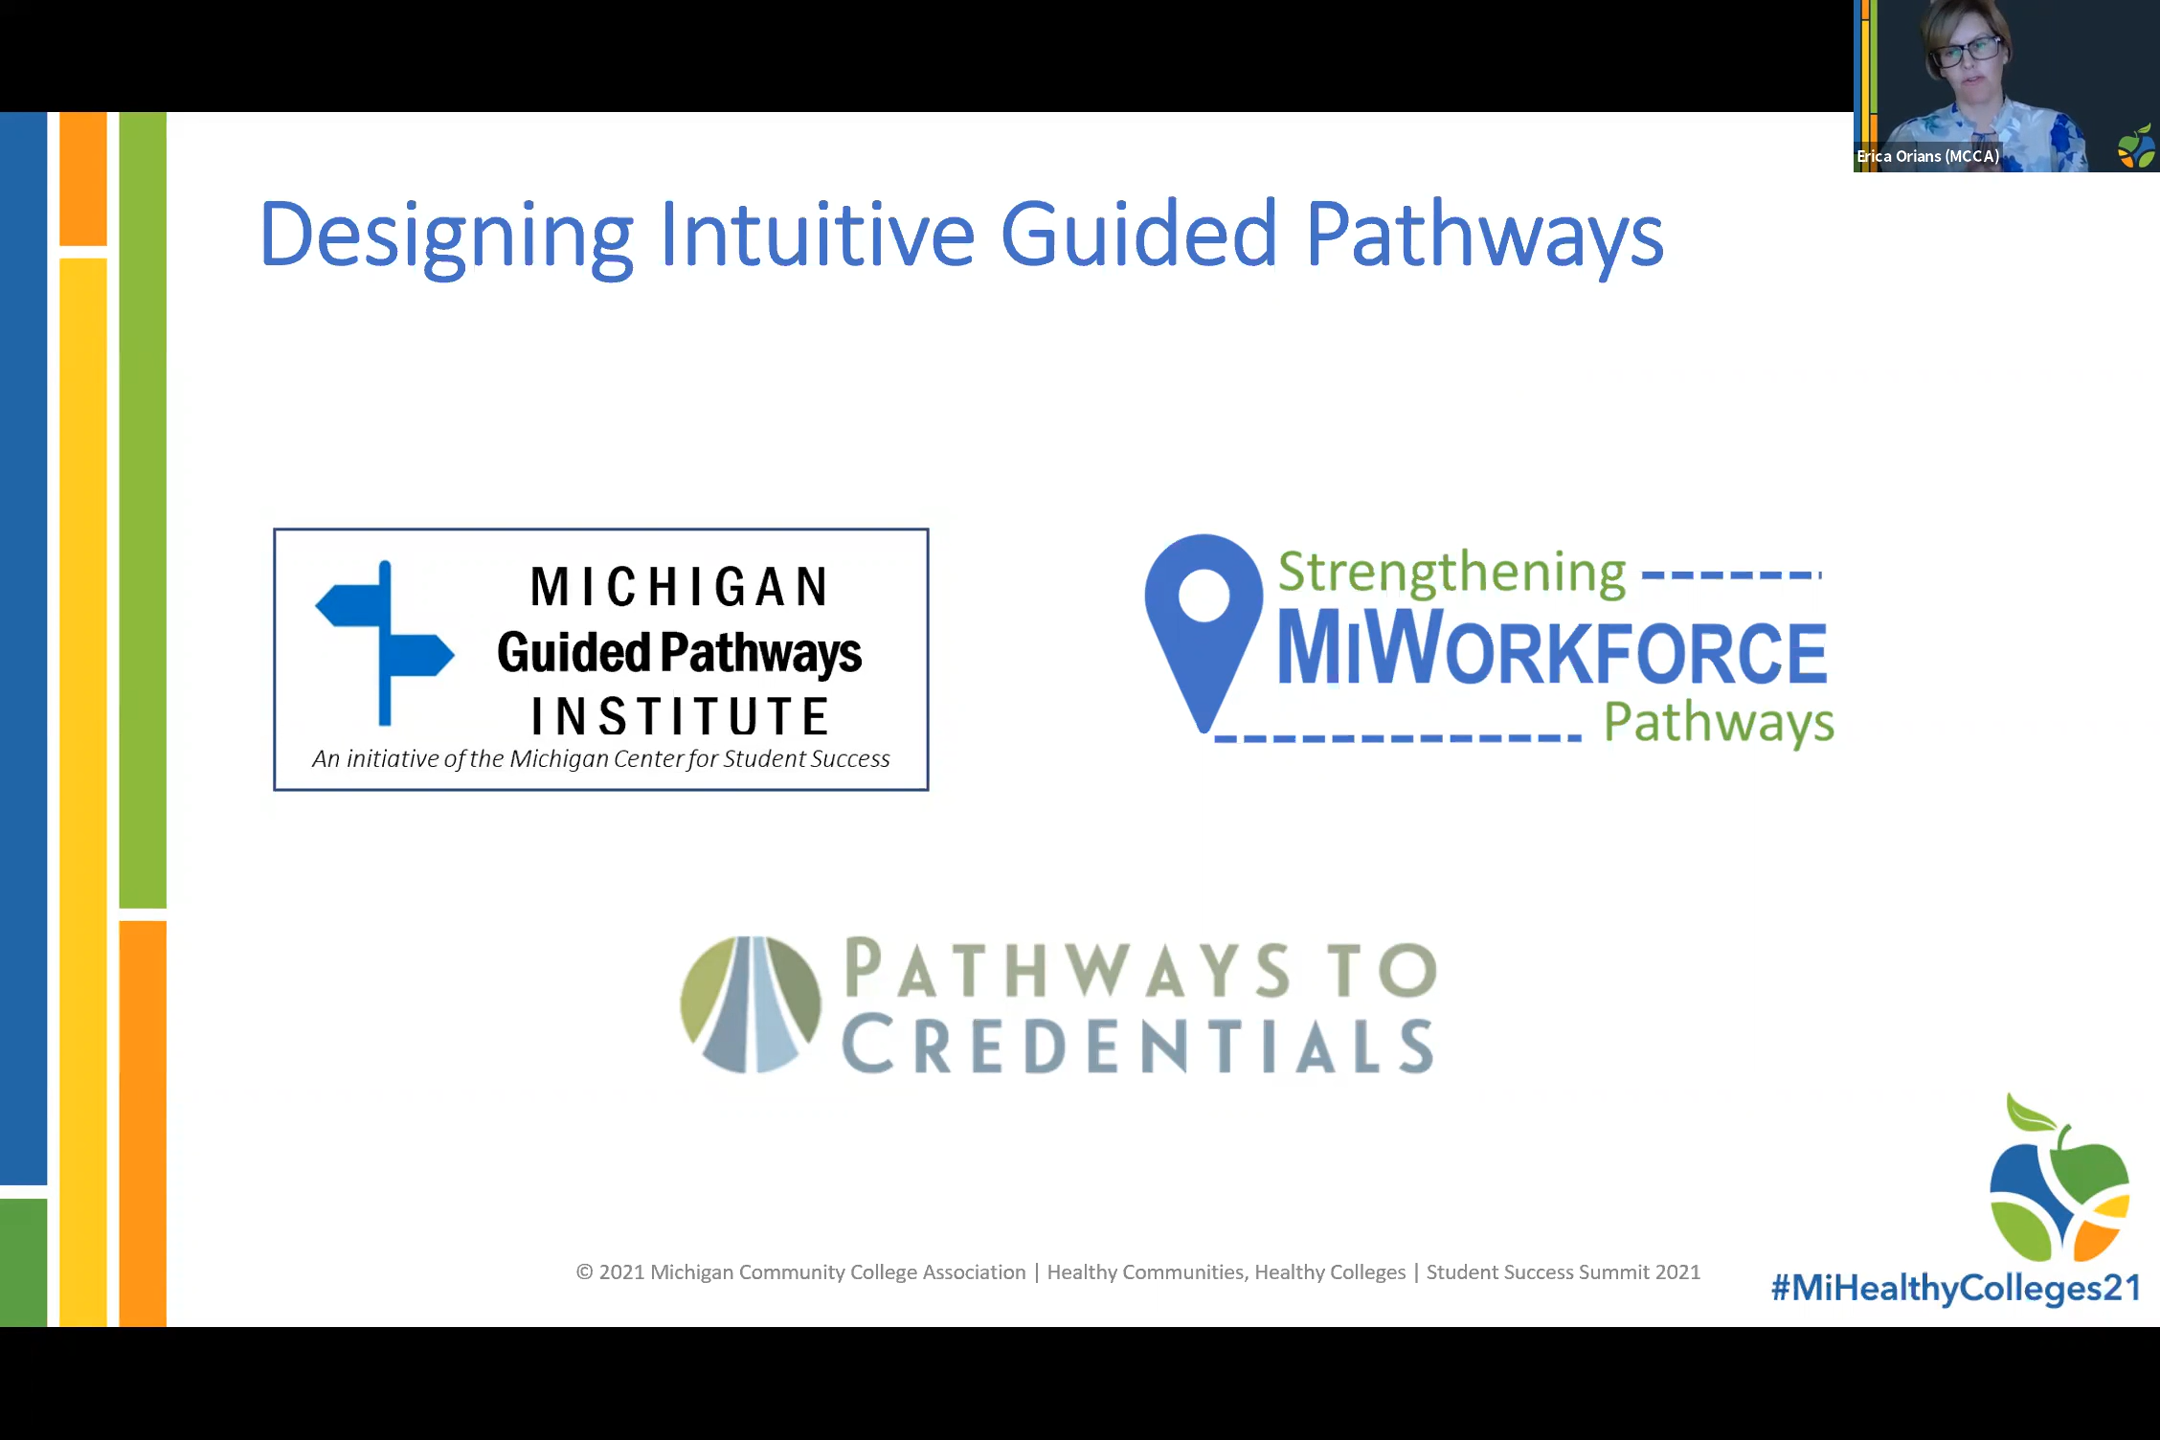 Erica Orians (MCCA)
Designing Intuitive Guided Pathways
MICHIGAN
Guided Pathways
INSTITUTE
An initiative of the Michigan Center for Student Success
Strengthening
MIWORKFORCE
Pathways
PATHWAYS TO
CREDENTIALS
© 2021 Michigan Community College Association | Healthy Communities, Healthy Colleges | Student Success Summit 2021
#MiHealthyColleges21